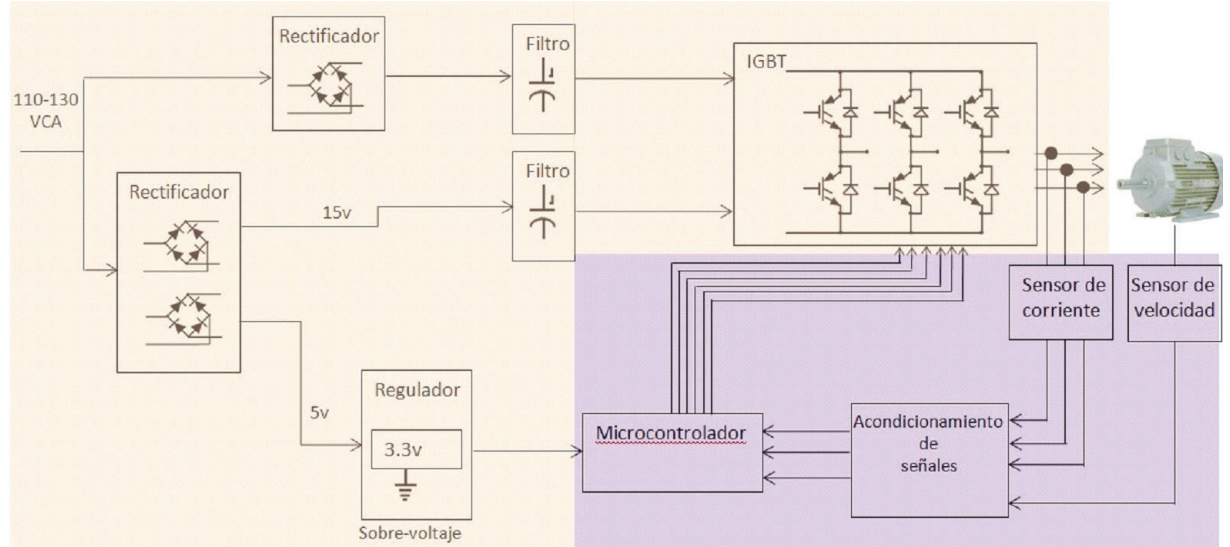 Rectificador
Filtro
IGBT
110-130
VCA
Filtro
Rectificador
15v
Sensor de
corriente
Sensor de
velocidad
5v
Regulador
3.3v
Sobre-voltaje
Microcontrolador
Acondicionamiento
de
señales